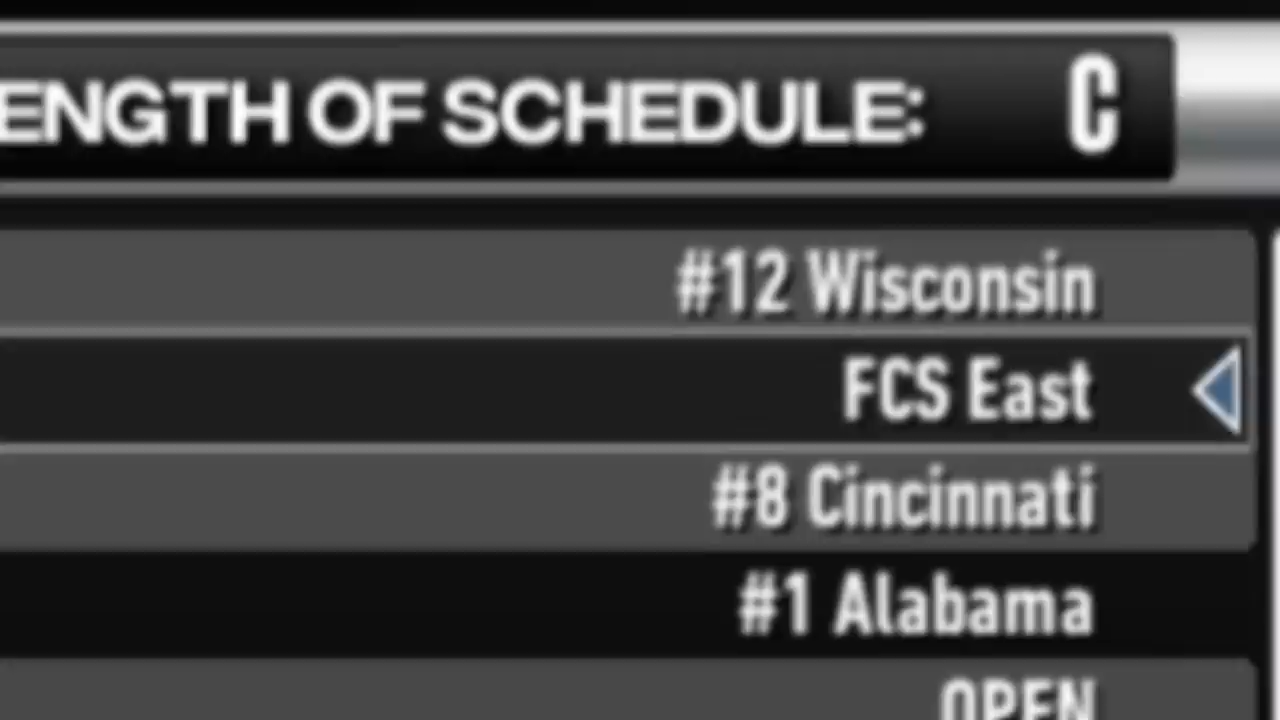 ENGTH OF SCHEDULE: C
#12 Wisconsin
FCS East
#8 Cincinnati
#1 Alabama
OPEN